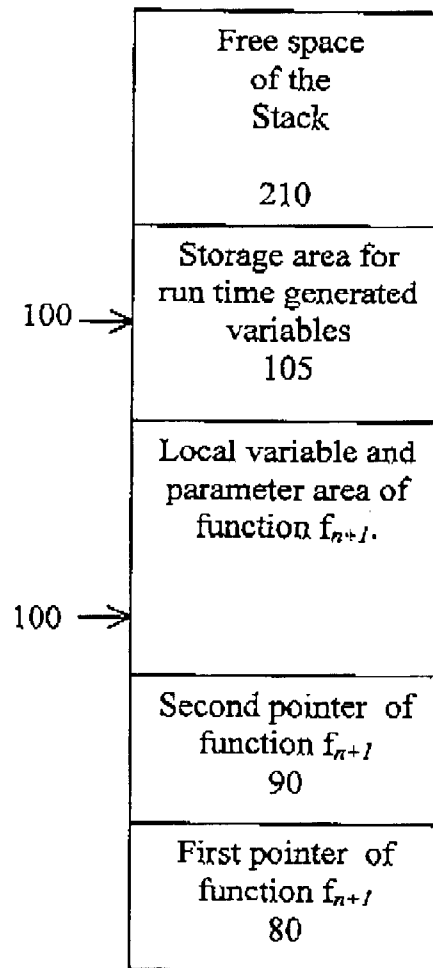 Free space
of the
Stack
210
Storage area for
run time generated
variables
105
100
Local variable and
parameter area of
function fn+1.
100
Second pointer of
function fn+1
90
First pointer of
function fn+1
80